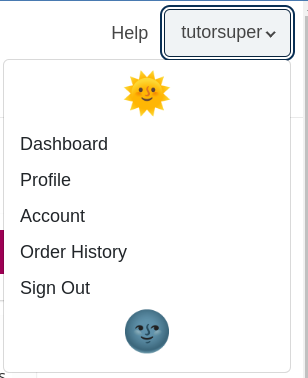 Help
tutorsuper
Dashboard
Profile
Account
Order History
Sign Out